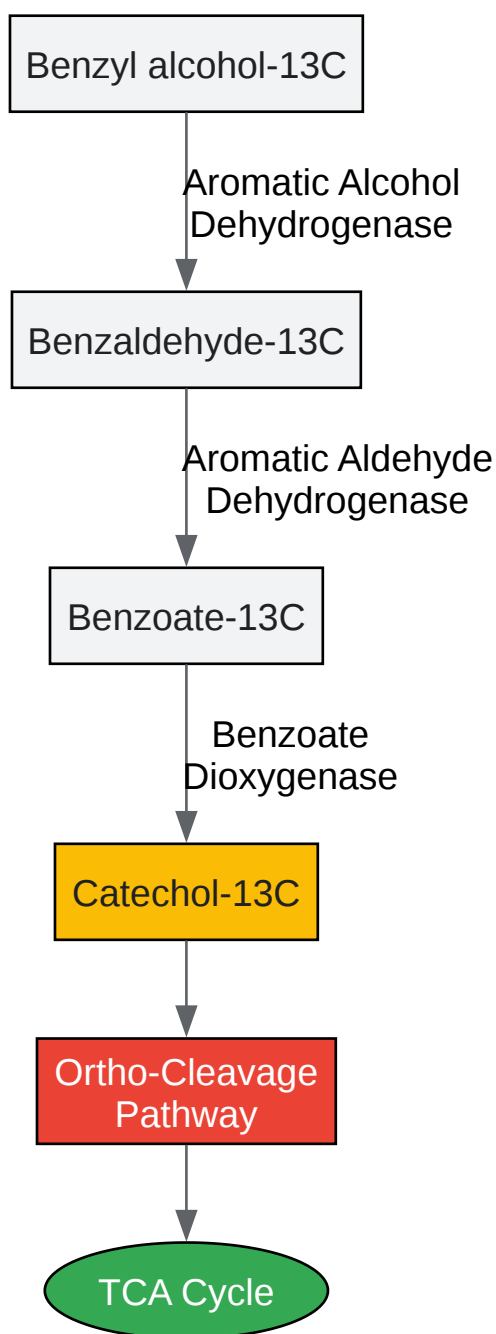 Benzyl alcohol-13C
Aromatic Alcohol
Dehydrogenase
Benzaldehyde-13C
Aromatic Aldehyde
Dehydrogenase
Benzoate-13C
Benzoate
Dioxygenase
Catechol-13C
Ortho-Cleavage
Pathway
TCA Cycle